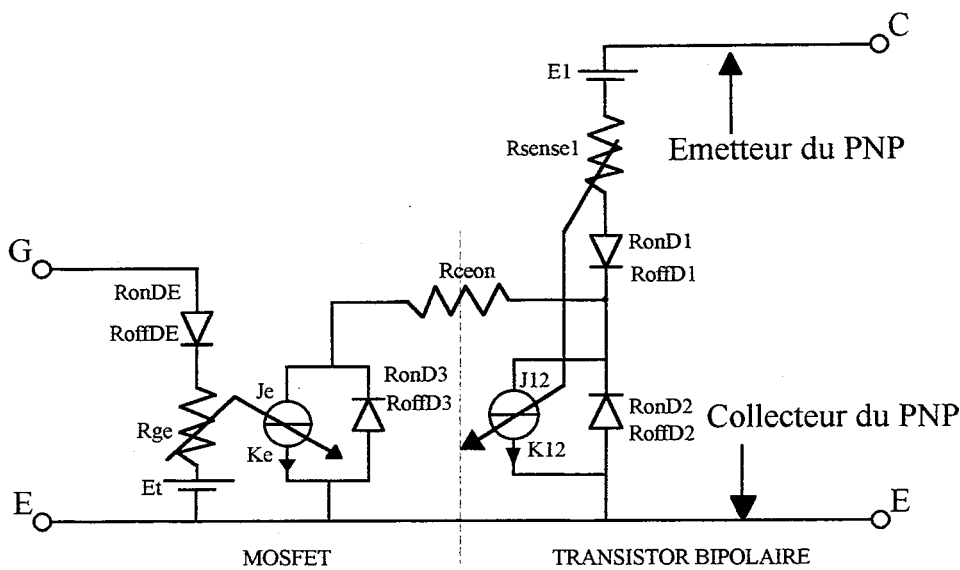 C
E1
Rsense1
Emetteur du PNP
G
RonDE
RoffDE
Rceon
RonD1
RoffD1
Je
RonD3
RoffD3
J12
RonD2
RoffD2
Collecteur du PNP
Rge
Ke
K12
Et
E
E
MOSFET
TRANSISTOR BIPOLAIRE